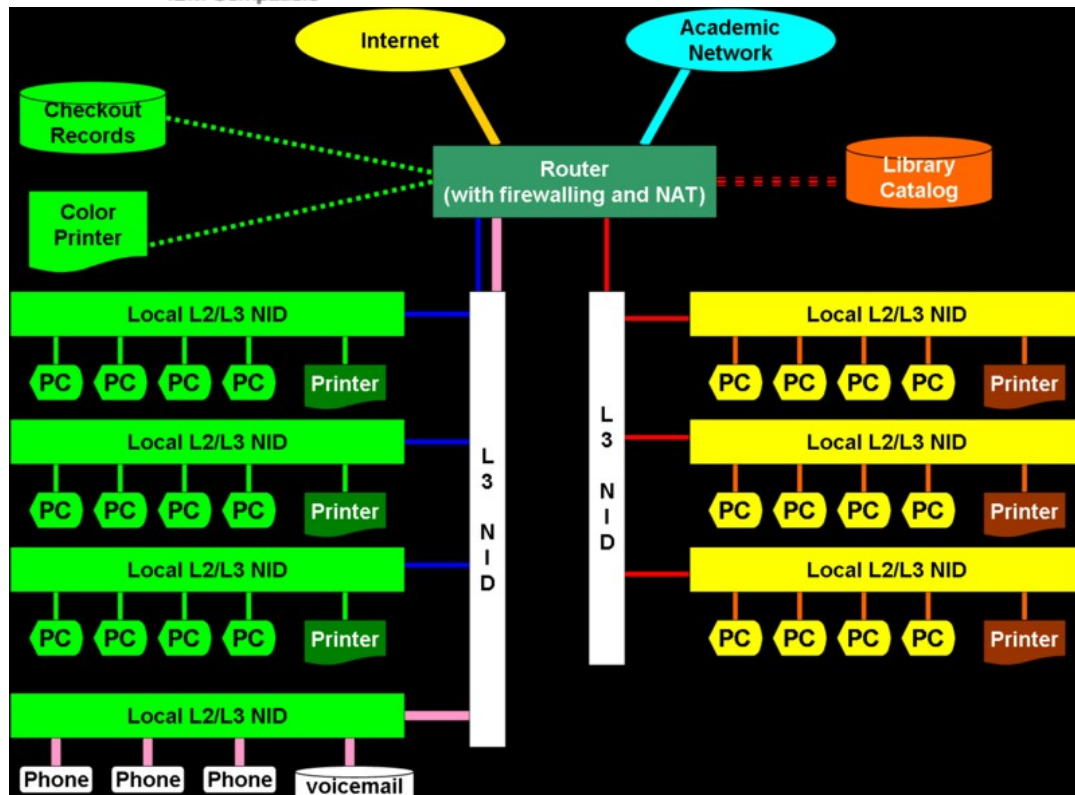 Internet
Academic
Network
Checkout
Records
Router
(with firewalling and NAT)
Library
Catalog
Color
Printer
Local L2/L3 NID
PC PC PC PC Printer
Local L2/L3 NID
PC PC PC PC Printer
Local L2/L3 NID
PC PC PC PC Printer
Local L2/L3 NID
Phone Phone Phone voicemail
L
3
N
I
D
L
3
N
I
D
Local L2/L3 NID
PC PC PC PC Printer
Local L2/L3 NID
PC PC PC PC Printer
Local L2/L3 NID
PC PC PC PC Printer